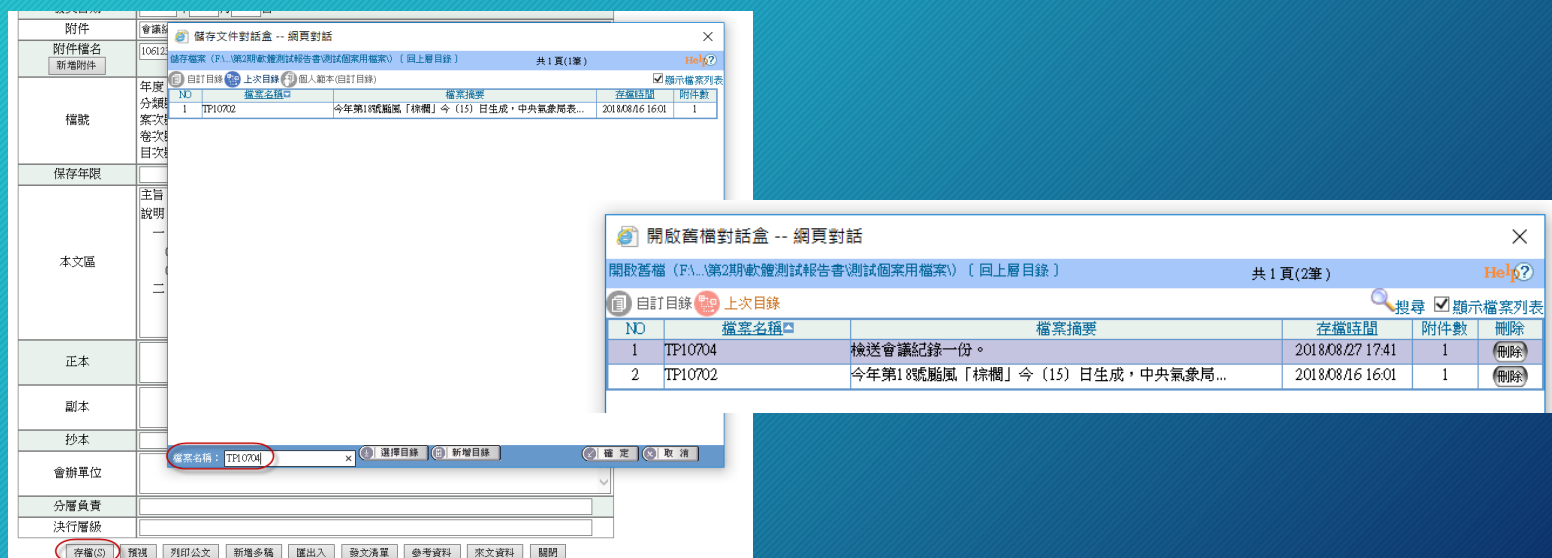 附件
附件檔名
新增附件
檔號
年度
保存年限
本文區
主旨
說明
一
二
正本
副本
抄本
會辦單位
分層負責
決行層級
存檔(S) 預視 列印公文 新增多稿 匯出入 發文清單 參考資料 來文資料 關閉
儲存文件對話盒 -- 網頁對話
儲存檔案 (F:\...\第2期\軟體測試報告書\測試個案用檔案\) 〔 回上層目錄 〕 共 1 頁(1筆) Help?
自訂目錄 上次目錄 個人範本(自訂目錄) 顯示檔案列表
NO 檔案名稱 檔案摘要 存檔時間 附件數
1 TP10702 今年第18號颱風「棕櫚」今（15）日生成，中央氣象局表... 2018/08/16 16:01 1
檔案名稱： TP10704 × 選擇目錄 新增目錄 確 定 取 消
開啟舊檔對話盒 -- 網頁對話
開啟舊檔 (F:\...\第2期\軟體測試報告書\測試個案用檔案\) 〔 回上層目錄 〕 共 1 頁(2筆) Help?
自訂目錄 上次目錄 搜尋 顯示檔案列表
NO 檔案名稱 檔案摘要 存檔時間 附件數 刪除
1 TP10704 檢送會議紀錄一份。 2018/08/27 17:41 1 刪除
2 TP10702 今年第18號颱風「棕櫚」今（15）日生成，中央氣象局... 2018/08/16 16:01 1 刪除